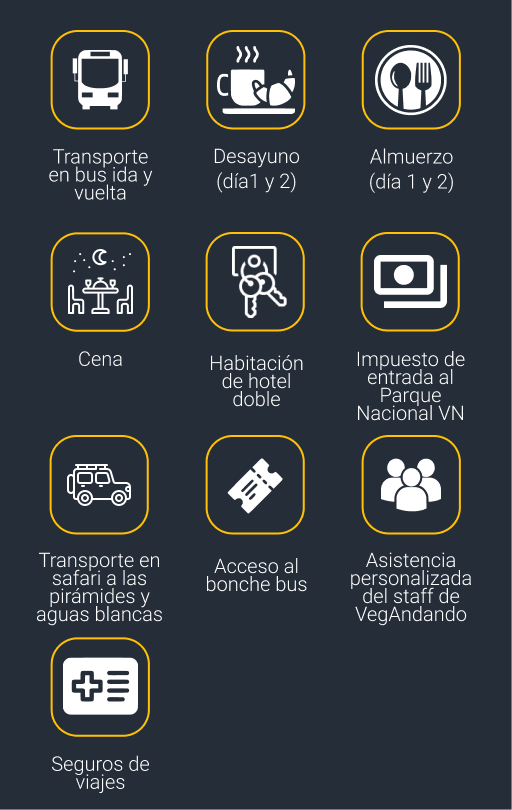 Transporte
en bus ida y
vuelta
Desayuno
(día1 y 2)
Almuerzo
(día 1 y 2)
Cena
Habitación
de hotel
doble
Impuesto de
entrada al
Parque
Nacional VN
Transporte en
safari a las
pirámides y
aguas blancas
Acceso al
bonche bus
Asistencia
personalizada
del staff de
VegAndando
Seguros de
viajes